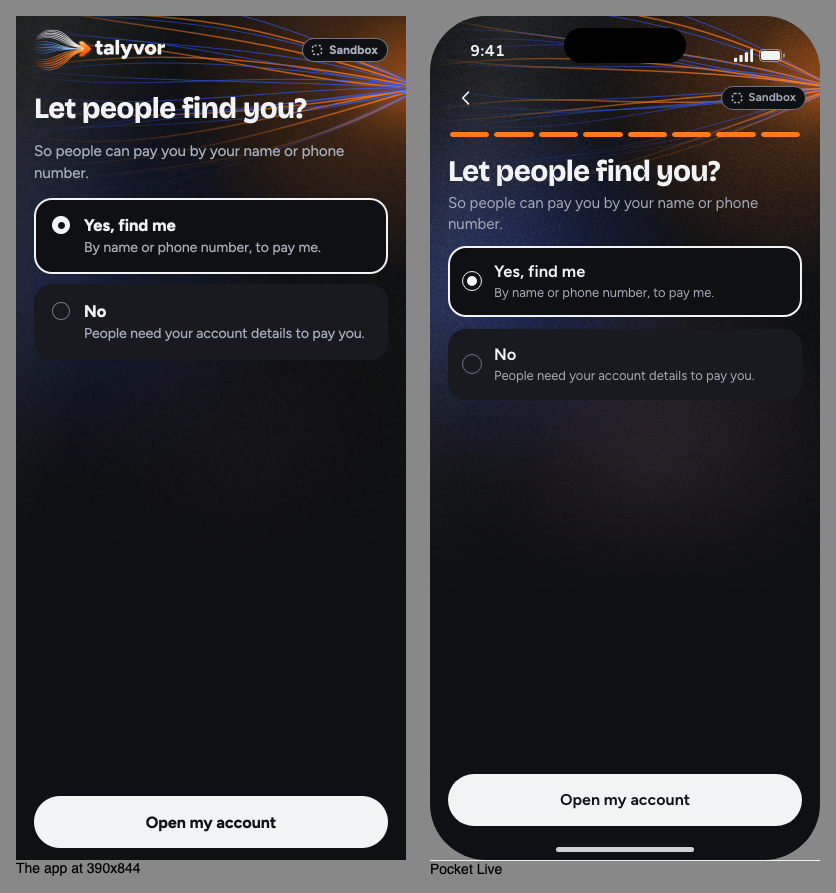 talyvor
Sandbox
Let people find you?
So people can pay you by your name or phone
number.
Yes, find me
By name or phone number, to pay me.
No
People need your account details to pay you.
Open my account
The app at 390x844
9:41
Sandbox
Let people find you?
So people can pay you by your name or phone
number.
Yes, find me
By name or phone number, to pay me.
No
People need your account details to pay you.
Open my account
Pocket Live